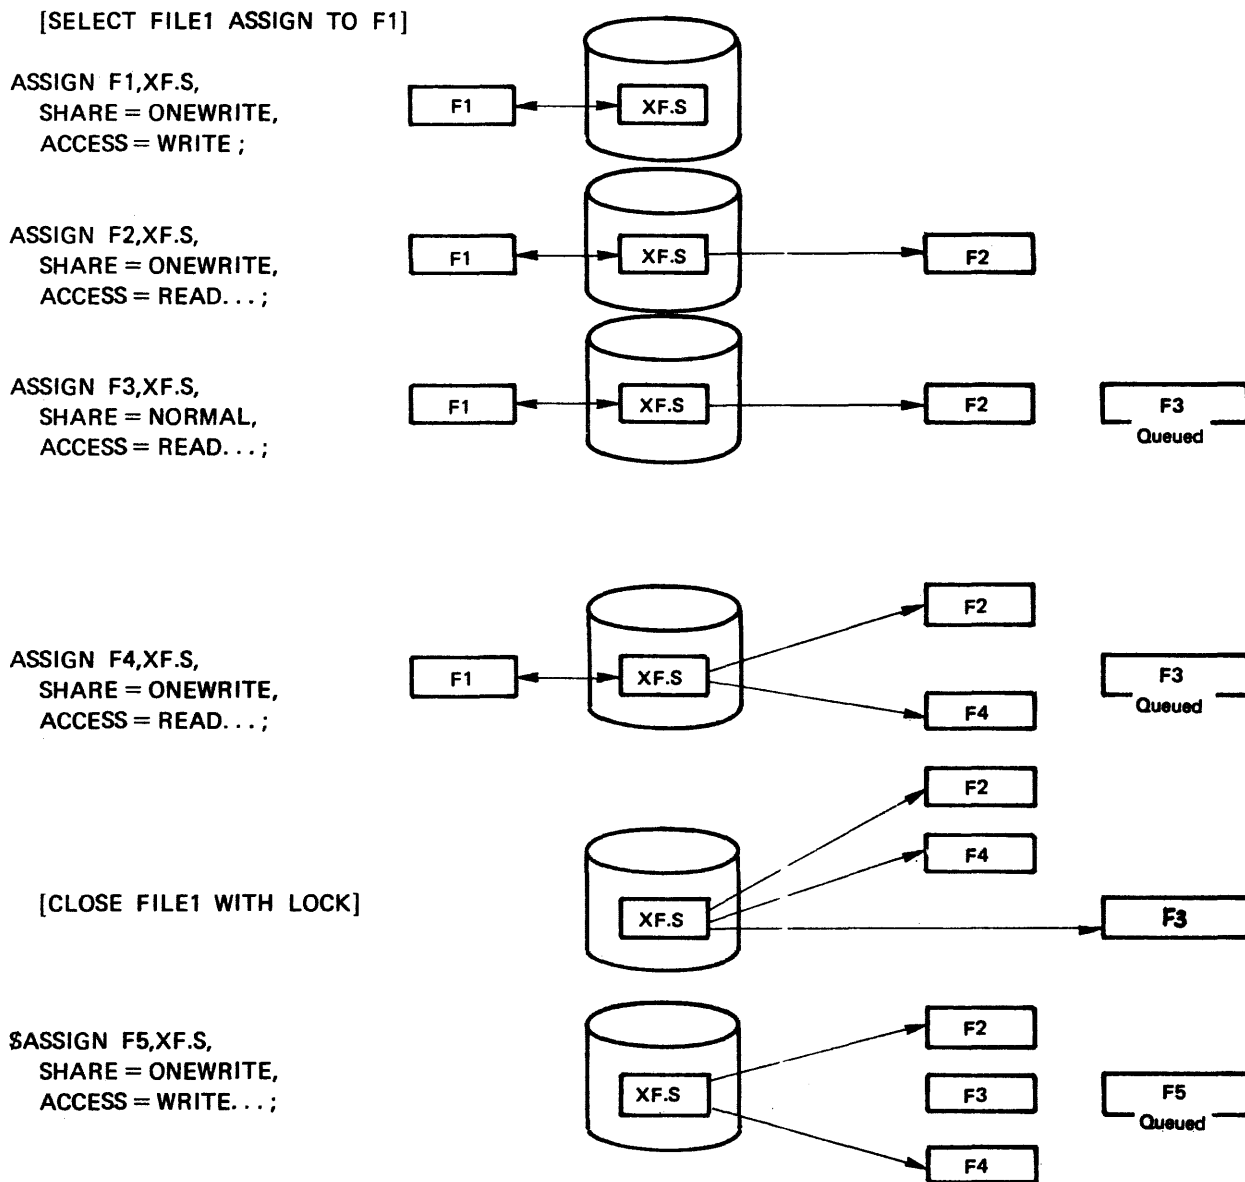 [SELECT FILE1 ASSIGN TO F1]
ASSIGN F1,XF.S,
SHARE = ONEWRITE,
ACCESS = WRITE ;
F1
XF.S
ASSIGN F2,XF.S,
SHARE = ONEWRITE,
ACCESS = READ. . . ;
F1
XF.S
F2
ASSIGN F3,XF.S,
SHARE = NORMAL,
ACCESS = READ. . . ;
F1
XF.S
F2
F3
Queued
ASSIGN F4,XF.S,
SHARE = ONEWRITE,
ACCESS = READ. . . ;
F1
XF.S
F2
F4
F3
Queued
[CLOSE FILE1 WITH LOCK]
XF.S
F2
F4
F3
$ASSIGN F5,XF.S,
SHARE = ONEWRITE,
ACCESS = WRITE. . . ;
XF.S
F2
F3
F4
F5
Queued